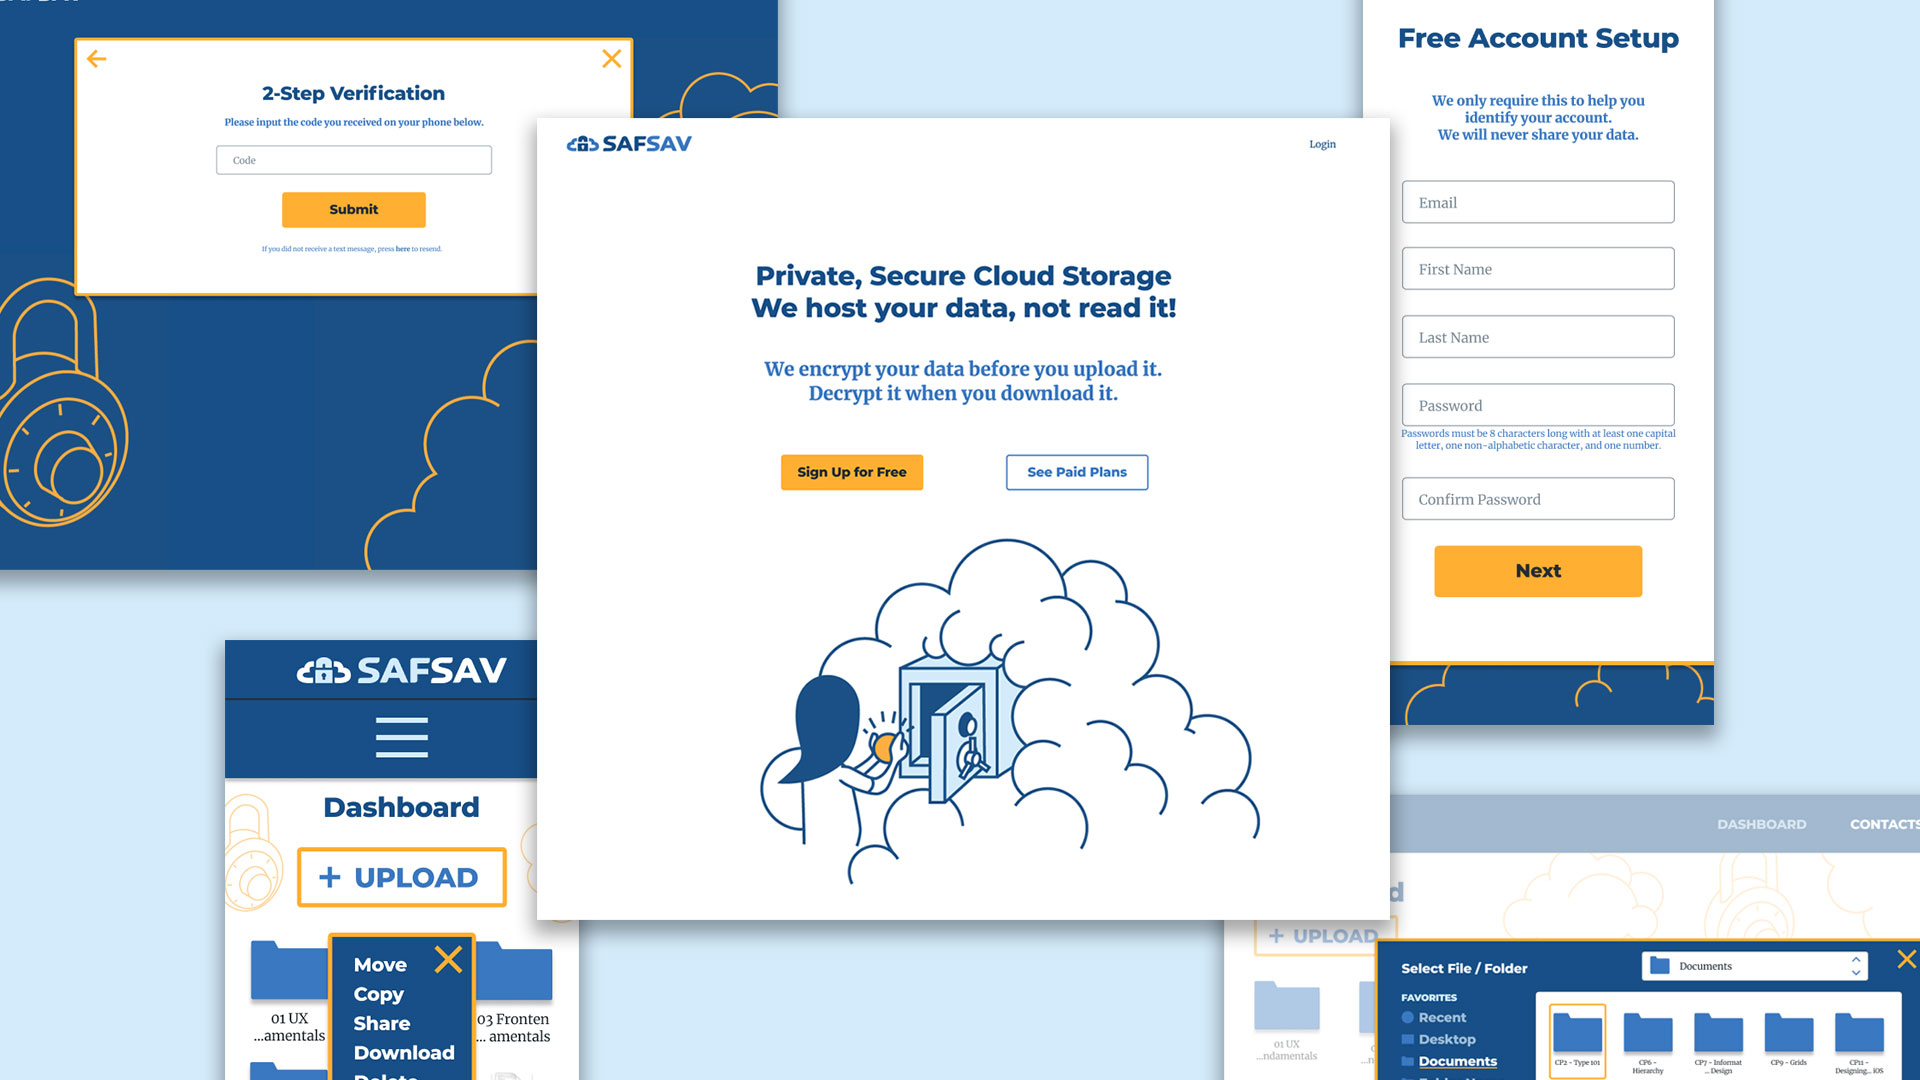 2-Step Verification
Please input the code you received on your phone below.
Code
Submit
If you did not receive a text message, press here to resend.
SAFSAV
Login
Private, Secure Cloud Storage
We host your data, not read it!
We encrypt your data before you upload it.
Decrypt it when you download it.
Sign Up for Free
See Paid Plans
Free Account Setup
We only require this to help you
identify your account.
We will never share your data.
Email
First Name
Last Name
Password
Passwords must be 8 characters long with at least one capital
letter, one non-alphabetic character, and one number.
Confirm Password
Next
SAFSAV
Dashboard
+ UPLOAD
01 UX
...amentals
03 Fronten
... amentals
Move
Copy
Share
Download
DASHBOARD
CONTACTS
d
+ UPLOAD
01 UX
...ndamentals
Select File / Folder
Documents
FAVORITES
Recent
Desktop
Documents
CP2 - Type 101
CP6 -
Hierarchy
CP7 - Informat
... Design
CP9 - Grids
CP11 -
Designing... iOS